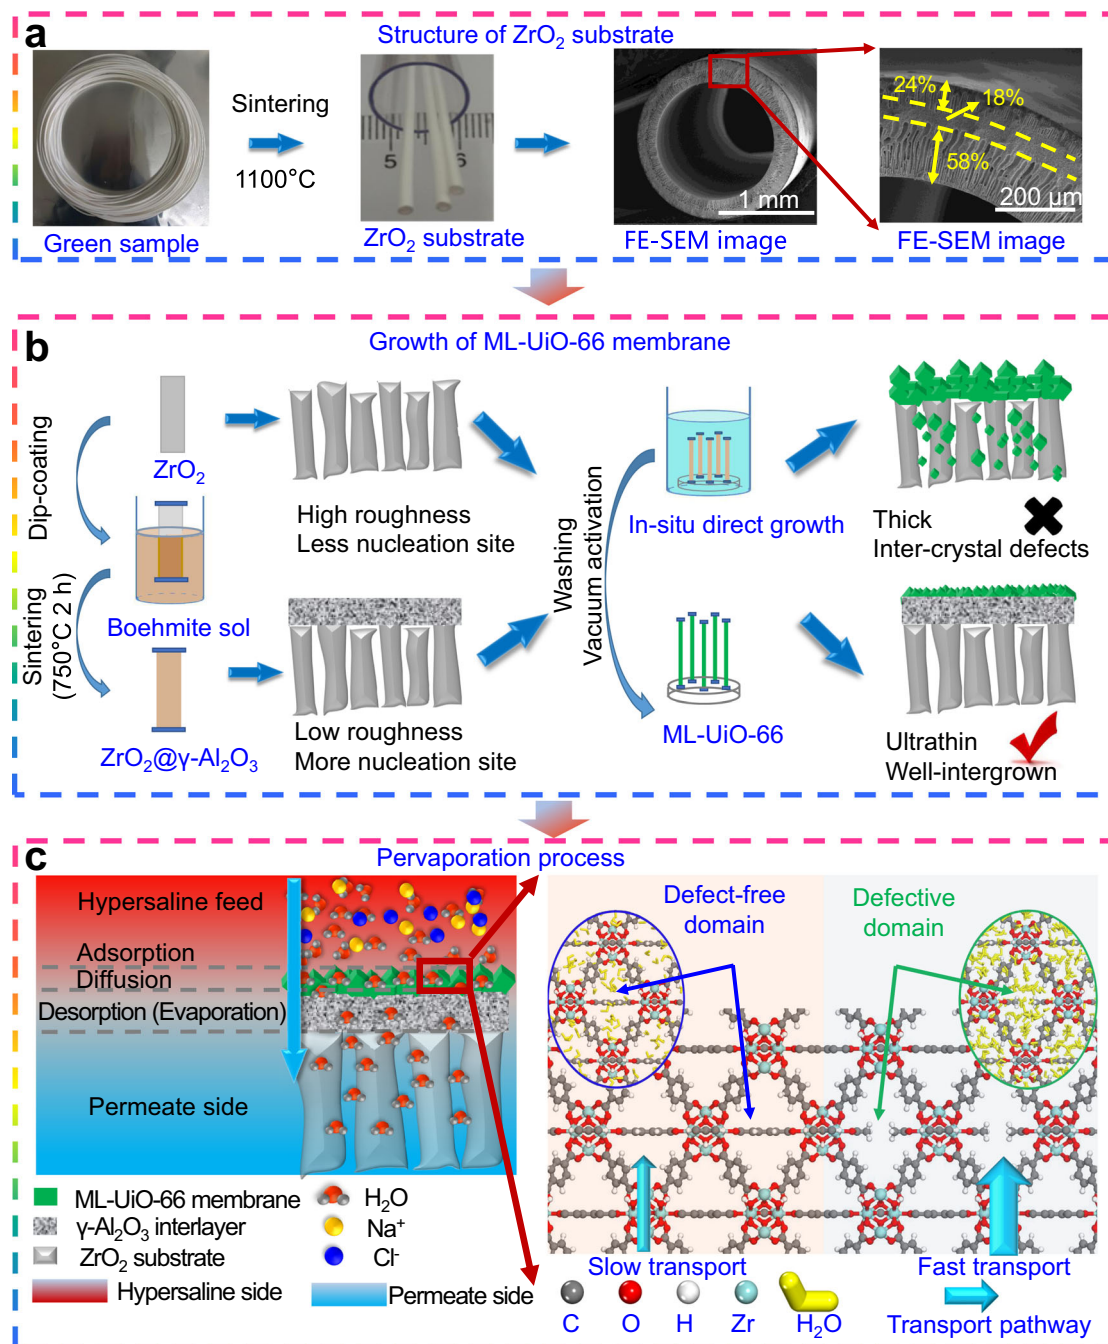 a
Structure of ZrO₂ substrate
Sintering
1100°C
5 6
1 mm
24%
18%
58%
200 μm
Green sample
ZrO₂ substrate
FE-SEM image
FE-SEM image
b
Growth of ML-UiO-66 membrane
Dip-coating
ZrO₂
Boehmite sol
Sintering
(750°C 2 h)
ZrO₂@γ-Al₂O₃
High roughness
Less nucleation site
Low roughness
More nucleation site
Washing
Vacuum activation
In-situ direct growth
ML-UiO-66
Thick
Inter-crystal defects
Ultrathin
Well-intergrown
c
Pervaporation process
Hypersaline feed
Adsorption
Diffusion
Desorption (Evaporation)
Permeate side
ML-UiO-66 membrane
γ-Al₂O₃ interlayer
ZrO₂ substrate
Hypersaline side
H₂O
Na⁺
Cl⁻
Permeate side
Defect-free
domain
Defective
domain
Slow transport
Fast transport
C O H Zr H₂O
Transport pathway